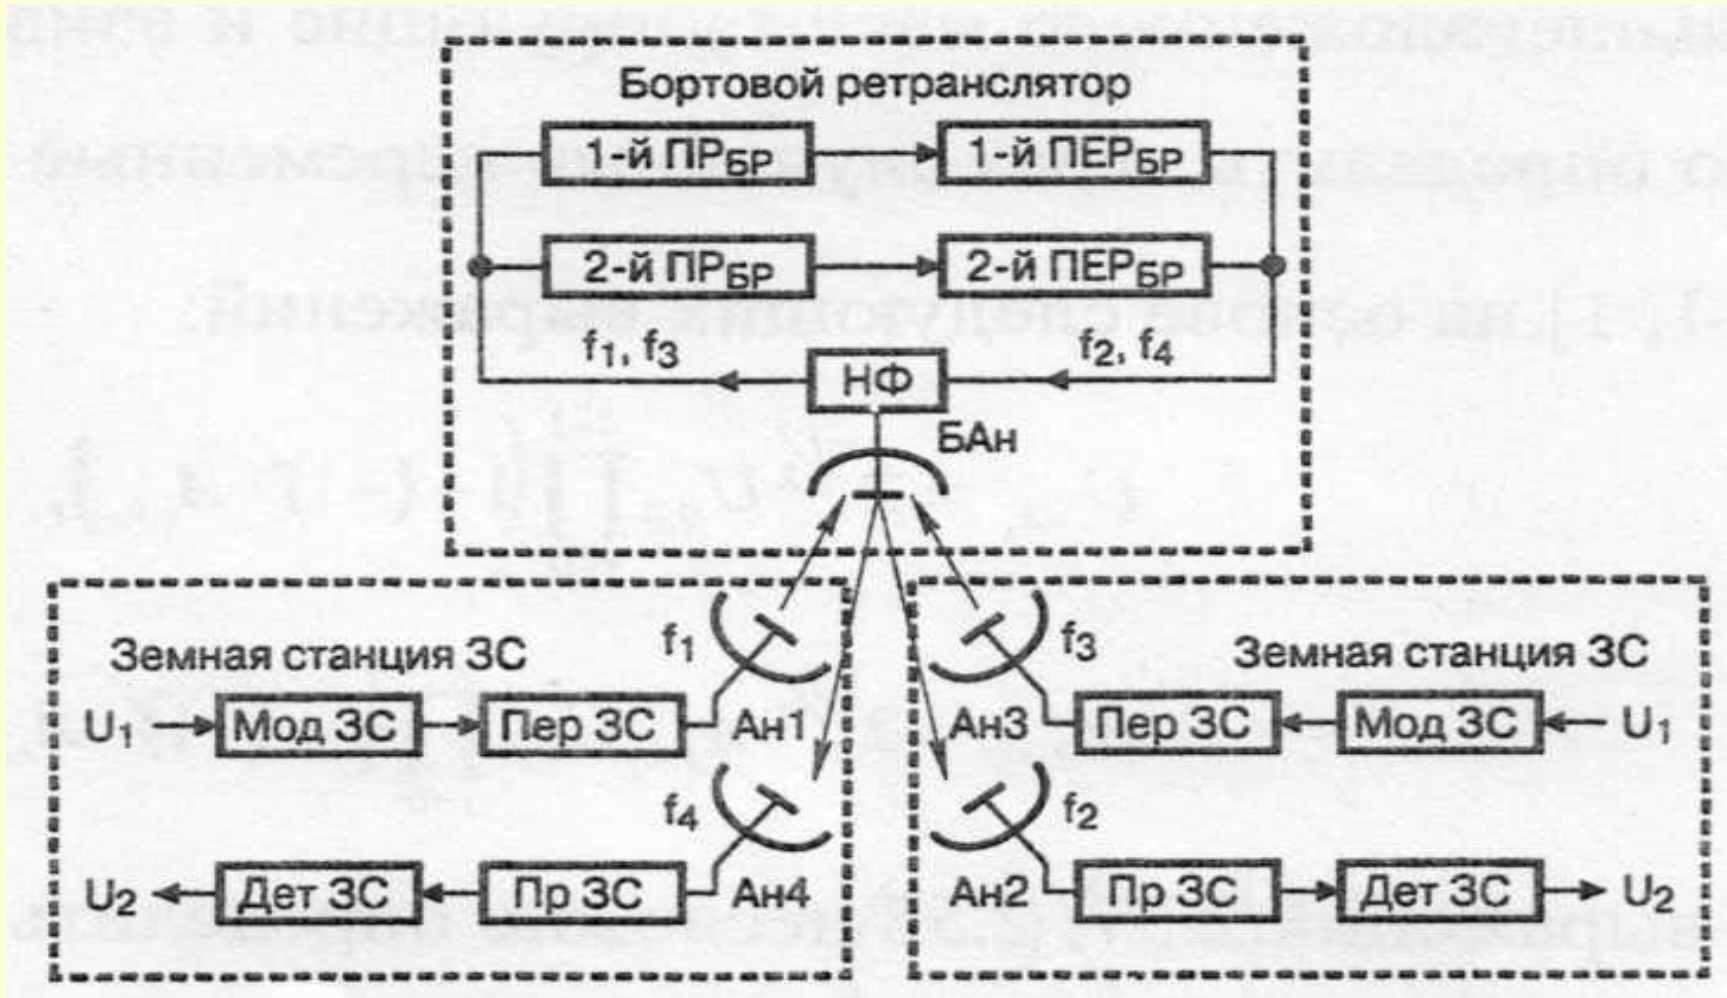 Бортовой ретранслятор
1-й ПРБР
1-й ПЕРБР
2-й ПРБР
2-й ПЕРБР
f1, f3
f2, f4
НФ
БАн
Земная станция ЗС
f1
U1
Мод ЗС
Пер ЗС
Ан1
f4
U2
Дет ЗС
Пр ЗС
Ан4
f3
Земная станция ЗС
Ан3
Пер ЗС
Мод ЗС
U1
f2
Ан2
Пр ЗС
Дет ЗС
U2